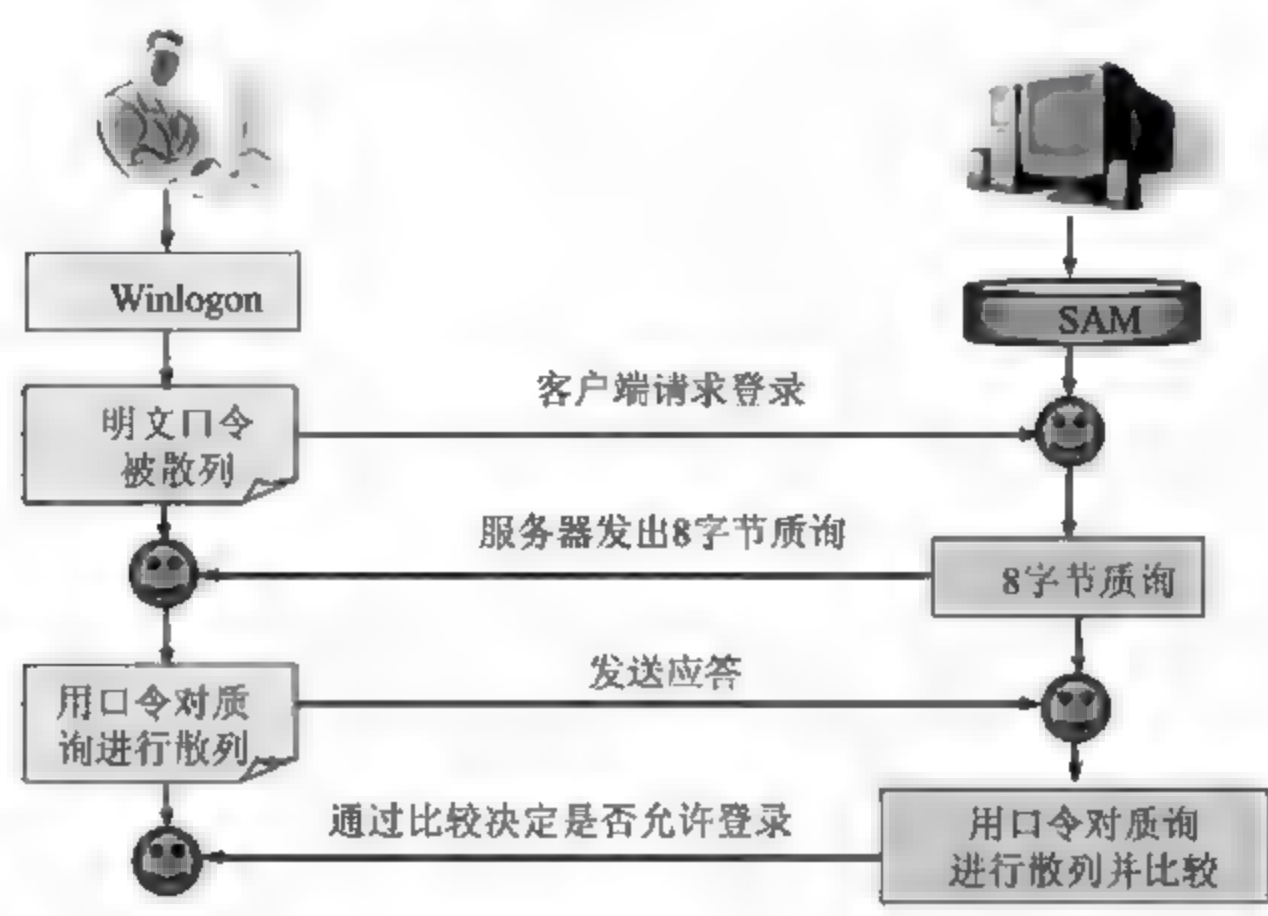 Winlogon
SAM
客户端请求登录
明文口令
被散列
服务器发出8字节质询
8字节质询
发送应答
用口令对质
询进行散列
通过比较决定是否允许登录
用口令对质询
进行散列并比较